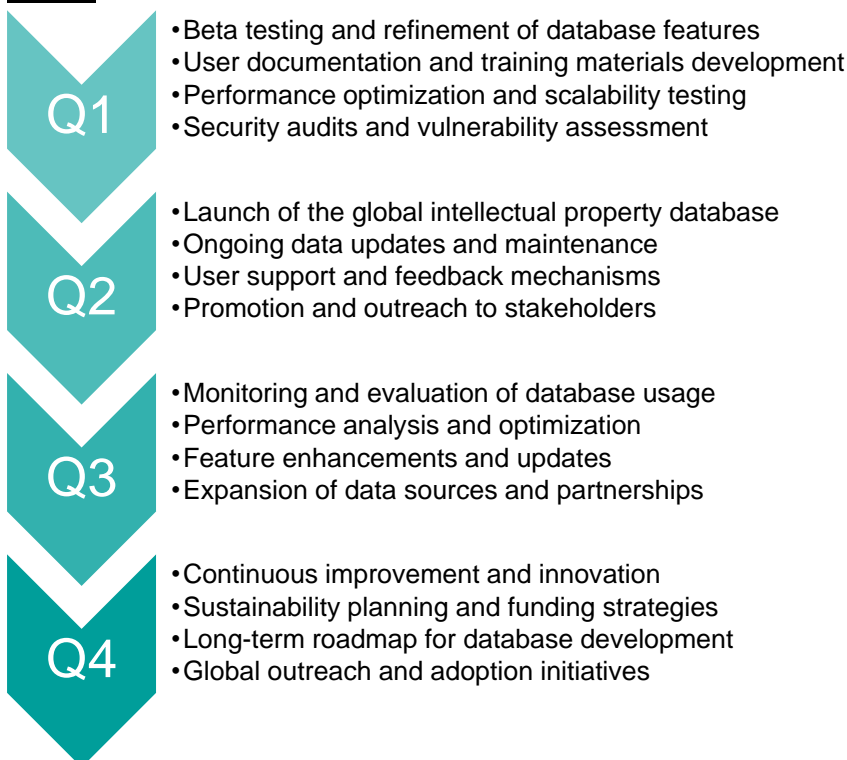 Q1
•Beta testing and refinement of database features
•User documentation and training materials development
•Performance optimization and scalability testing
•Security audits and vulnerability assessment
Q2
•Launch of the global intellectual property database
•Ongoing data updates and maintenance
•User support and feedback mechanisms
•Promotion and outreach to stakeholders
Q3
•Monitoring and evaluation of database usage
•Performance analysis and optimization
•Feature enhancements and updates
•Expansion of data sources and partnerships
Q4
•Continuous improvement and innovation
•Sustainability planning and funding strategies
•Long-term roadmap for database development
•Global outreach and adoption initiatives